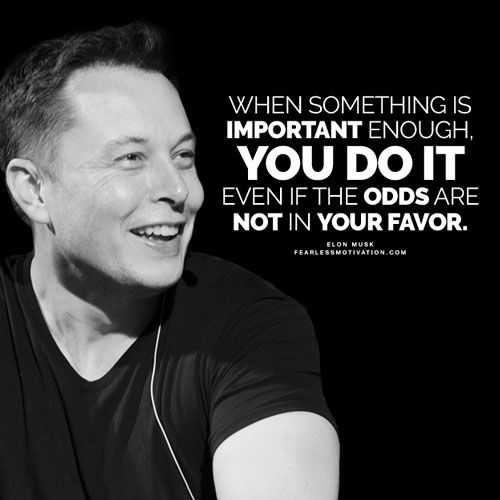 WHEN SOMETHING IS
IMPORTANT ENOUGH,
YOU DO IT
EVEN IF THE ODDS ARE
NOT IN YOUR FAVOR.
ELON MUSK
FEARLESSMOTIVATION.COM